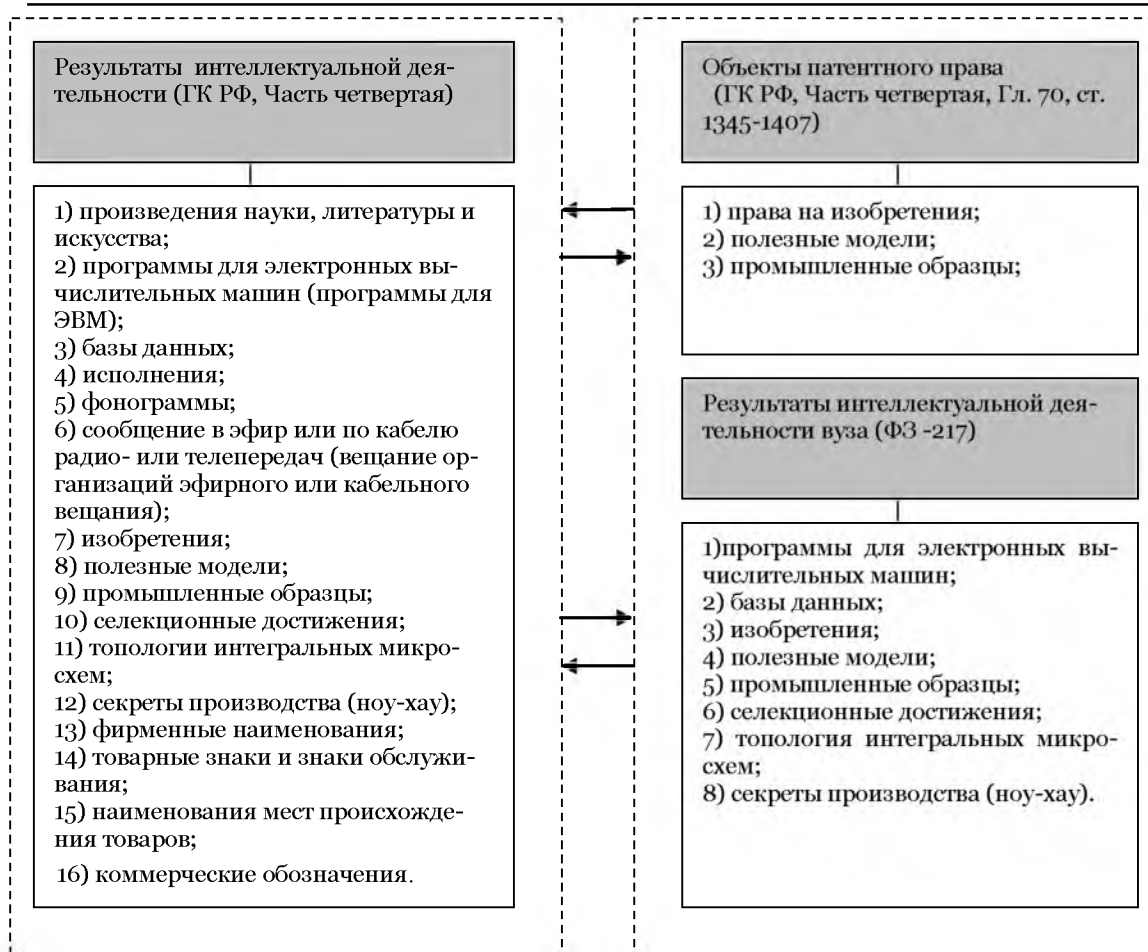 Результаты интеллектуальной дея-
тельности (ГК РФ, Часть четвертая)
1) произведения науки, литературы и
искусства;
2) программы для электронных вы-
числительных машин (программы для
ЭВМ);
3) базы данных;
4) исполнения;
5) фонограммы;
6) сообщение в эфир или по кабелю
радио- или телепередач (вещание ор-
ганизаций эфирного или кабельного
вещания);
7) изобретения;
8) полезные модели;
9) промышленные образцы;
10) селекционные достижения;
11) топологии интегральных микро-
схем;
12) секреты производства (ноу-хау);
13) фирменные наименования;
14) товарные знаки и знаки обслужи-
вания;
15) наименования мест происхожде-
ния товаров;
16) коммерческие обозначения.
Объекты патентного права
(ГК РФ, Часть четвертая, Гл. 70, ст.
1345-1407)
1) права на изобретения;
2) полезные модели;
3) промышленные образцы;
Результаты интеллектуальной дея-
тельности вуза (ФЗ -217)
1)программы для электронных вы-
числительных машин;
2) базы данных;
3) изобретения;
4) полезные модели;
5) промышленные образцы;
6) селекционные достижения;
7) топология интегральных микро-
схем;
8) секреты производства (ноу-хау).